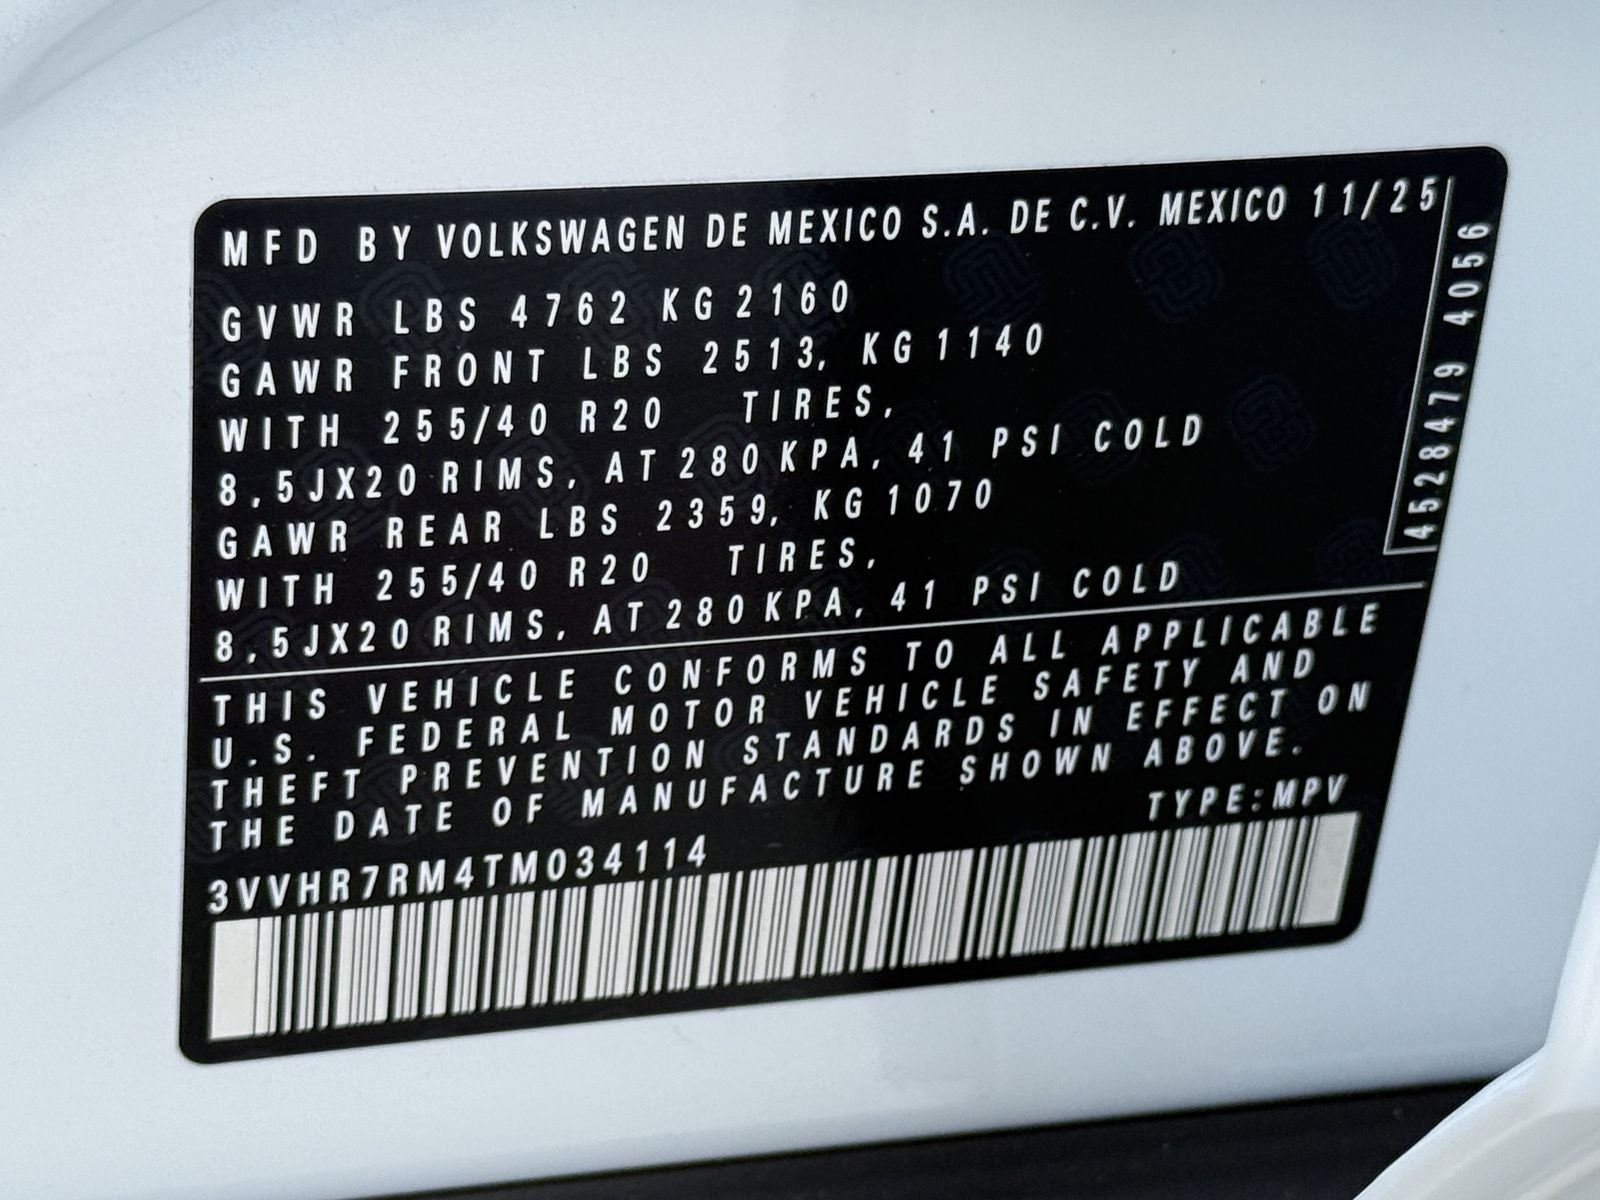 MFD BY VOLKSWAGEN DE MEXICO S.A. DE C.V. MEXICO 11/25
GVWR LBS 4762 KG 2160
GAWR FRONT LBS 2513, KG 1140
WITH 255/40 R20 TIRES,
8,5JX20 RIMS, AT 280 KPA, 41 PSI COLD
GAWR REAR LBS 2359, KG 1070
WITH 255/40 R20 TIRES,
8,5JX20 RIMS, AT 280 KPA, 41 PSI COLD
4528479 4056
THIS VEHICLE CONFORMS TO ALL APPLICABLE
U.S. FEDERAL MOTOR VEHICLE SAFETY AND
THEFT PREVENTION STANDARDS IN EFFECT ON
THE DATE OF MANUFACTURE SHOWN ABOVE.
TYPE:MPV
3VVHR7RM4TM034114